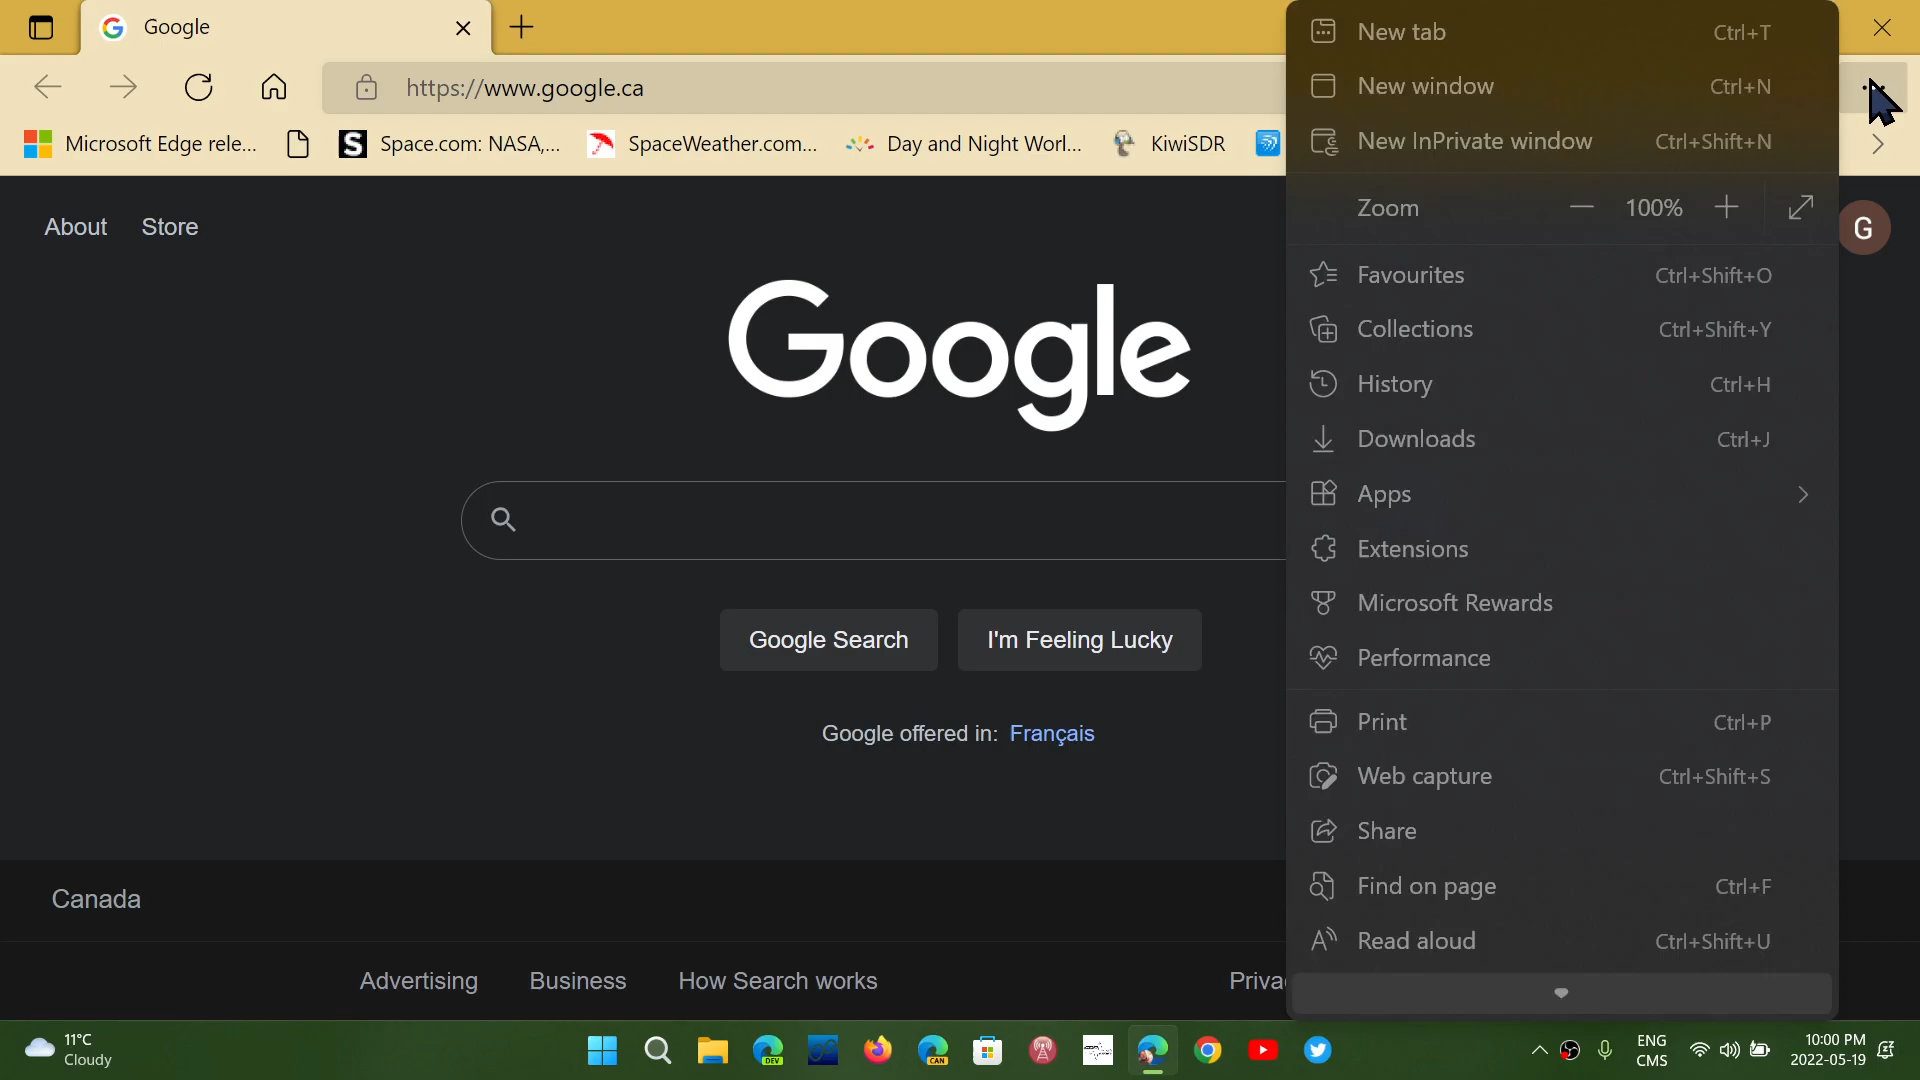 Google
https://www.google.ca
Microsoft Edge rele...
Space.com: NASA,...
SpaceWeather.com...
Day and Night Worl...
KiwiSDR
About
Store
G
Google
Google Search
I'm Feeling Lucky
Google offered in: Français
Canada
Advertising
Business
How Search works
New tab Ctrl+T
New window Ctrl+N
New InPrivate window Ctrl+Shift+N
Zoom 100%
Favourites Ctrl+Shift+O
Collections Ctrl+Shift+Y
History Ctrl+H
Downloads Ctrl+J
Apps
Extensions
Microsoft Rewards
Performance
Print Ctrl+P
Web capture Ctrl+Shift+S
Share
Find on page Ctrl+F
Read aloud Ctrl+Shift+U
11°C
Cloudy
DEV
CAN
ENG
CMS
10:00 PM
2022-05-19